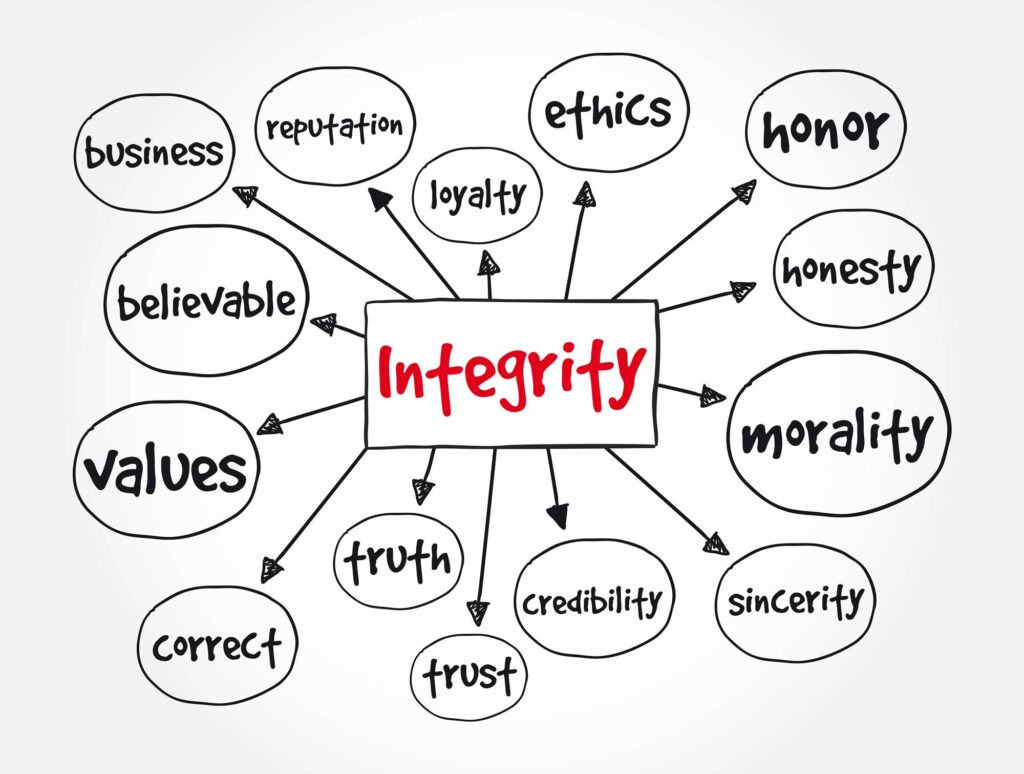 business
reputation
loyalty
ethics
honor
believable
honesty
Integrity
values
morality
correct
truth
trust
credibility
sincerity